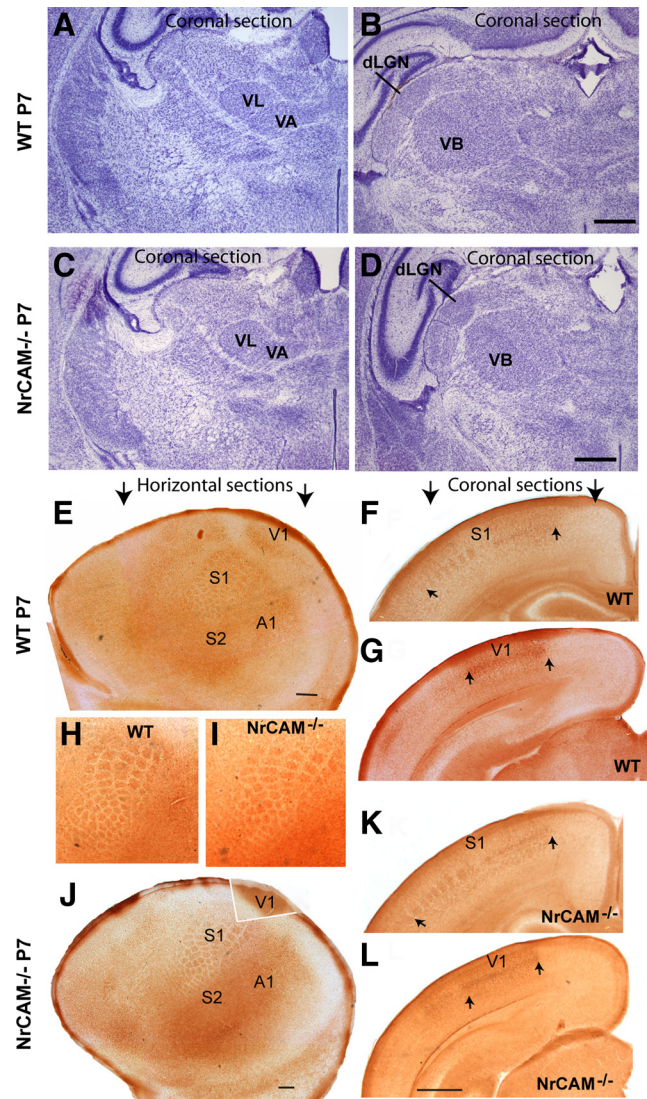 A
Coronal section
VL
VA
WT P7
B
Coronal section
dLGN
VB
C
Coronal section
VL
VA
NrCAM-/- P7
D
Coronal section
dLGN
VB
Horizontal sections
Coronal sections
E
V1
S1
A1
S2
WT P7
F
S1
WT
G
V1
WT
H
WT
I
NrCAM-/-
J
V1
S1
A1
S2
NrCAM-/- P7
K
S1
NrCAM-/-
L
V1
NrCAM-/-